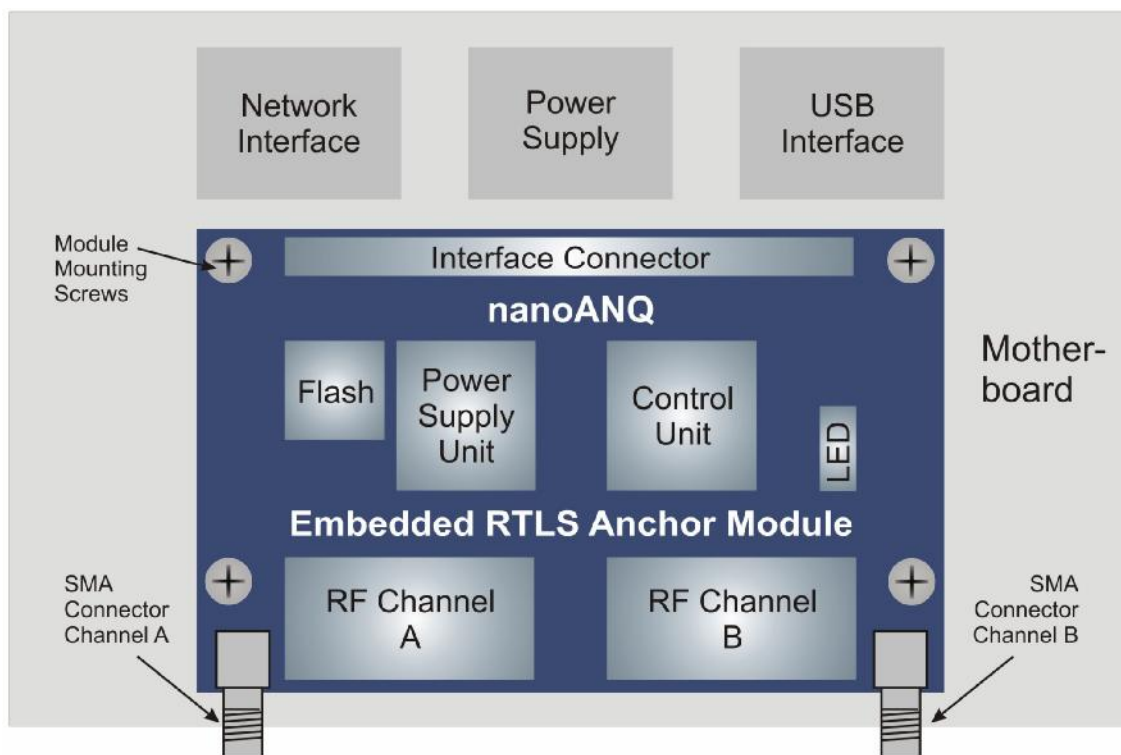 Network
Interface
Power
Supply
USB
Interface
Module
Mounting
Screws
Interface Connector
nanoANQ
Mother-
board
Flash
Power
Supply
Unit
Control
Unit
LED
Embedded RTLS Anchor Module
SMA
Connector
Channel A
RF Channel
A
RF Channel
B
SMA
Connector
Channel B